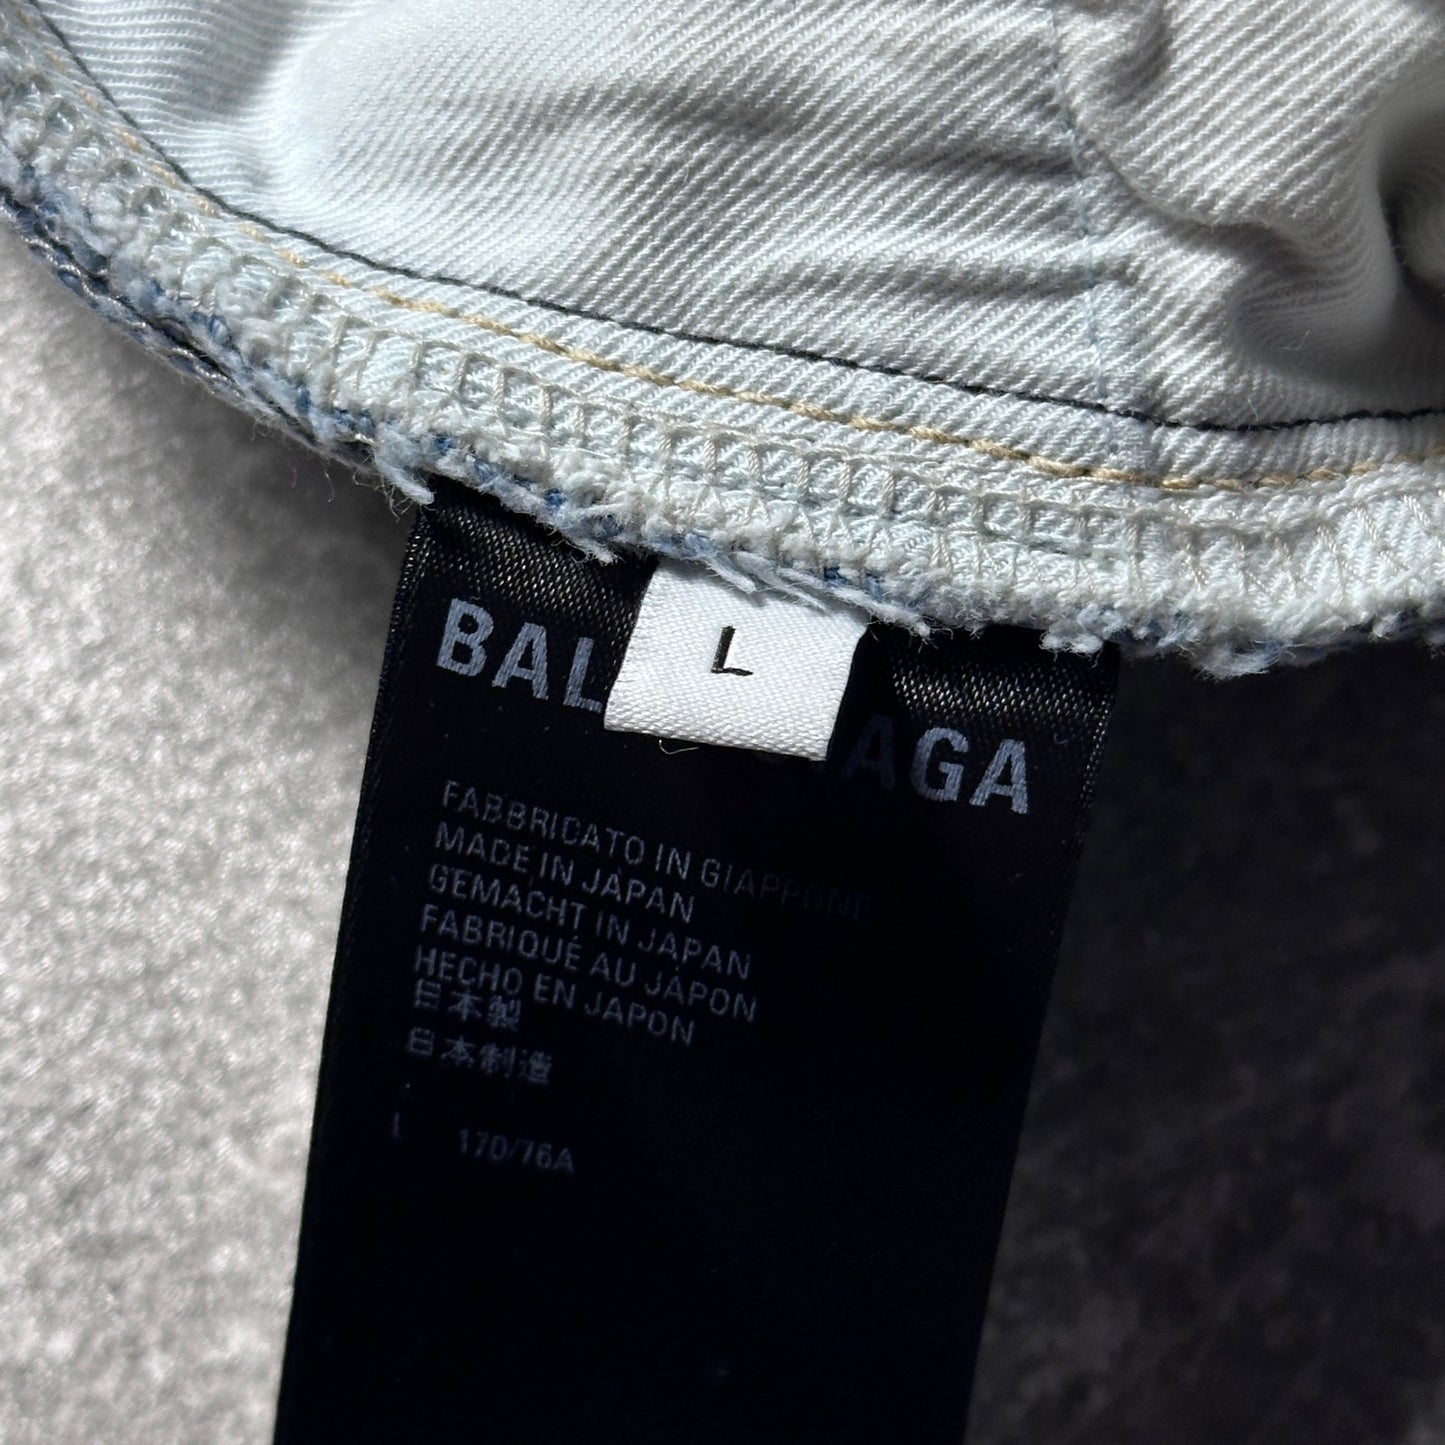 BAL AGA
L
FABBRICATO IN GIAPPONE
MADE IN JAPAN
GEMACHT IN JAPAN
FABRIQUÉ AU JAPON
HECHO EN JAPON
日本製
日本制造
L 170/76A